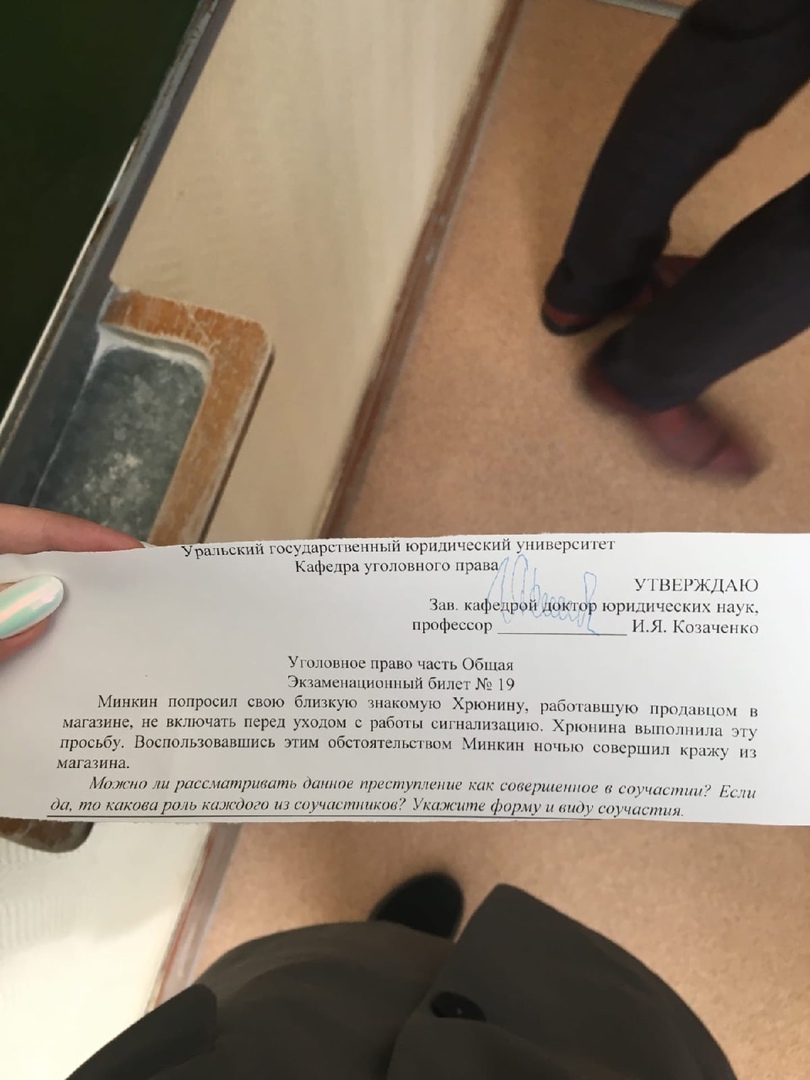 Уральский государственный юридический университет
Кафедра уголовного права
УТВЕРЖДАЮ
Зав. кафедрой доктор юридических наук,
профессор _______________ И.Я. Козаченко
Уголовное право часть Общая
Экзаменационный билет № 19
Минкин попросил свою близкую знакомую Хрюнину, работавшую продавцом в
магазине, не включать перед уходом с работы сигнализацию. Хрюнина выполнила эту
просьбу. Воспользовавшись этим обстоятельством Минкин ночью совершил кражу из
магазина.
Можно ли рассматривать данное преступление как совершенное в соучастии? Если
да, то какова роль каждого из соучастников? Укажите форму и виду соучастия.